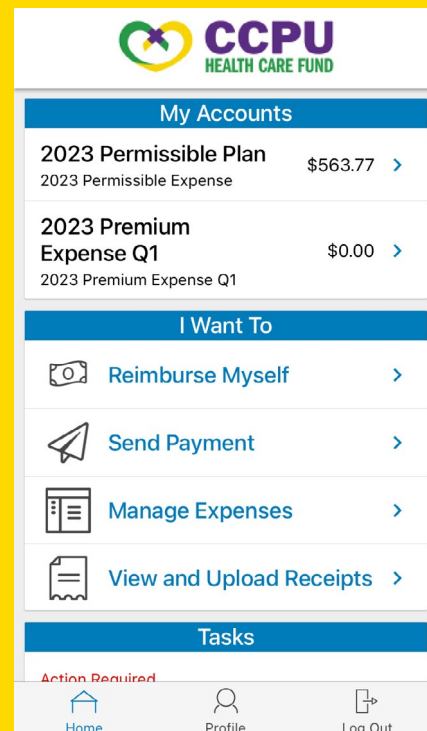 CCPU
HEALTH CARE FUND
My Accounts
2023 Permissible Plan
$563.77
2023 Permissible Expense
2023 Premium
Expense Q1
$0.00
2023 Premium Expense Q1
I Want To
Reimburse Myself
Send Payment
Manage Expenses
View and Upload Receipts
Tasks
Action Required
Home
Profile
Log Out